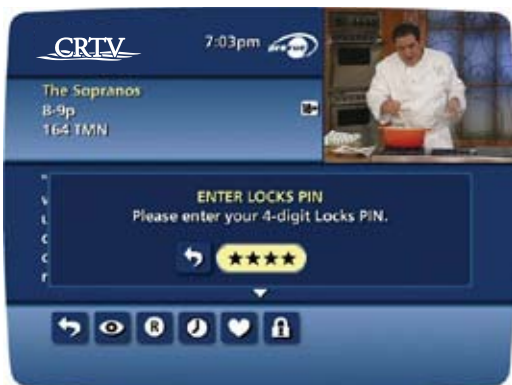 CRTV
7:03pm
The Sopranos
8-9p
164 TMN
ENTER LOCKS PIN
Please enter your 4-digit Locks PIN.
★★★★
R